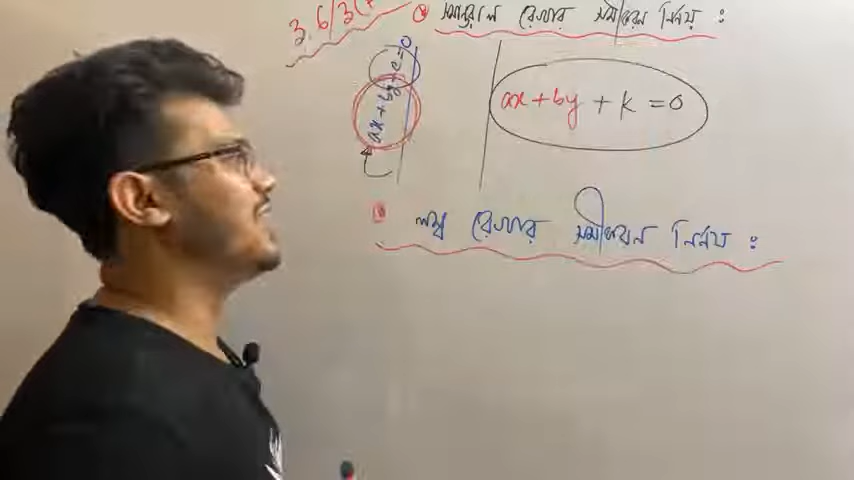 সমান্তরাল রেখার সমীকরণ নির্ণয় :
ax+by+c=0
ax+by+k=0
লম্ব রেখার সমীকরণ নির্ণয় :